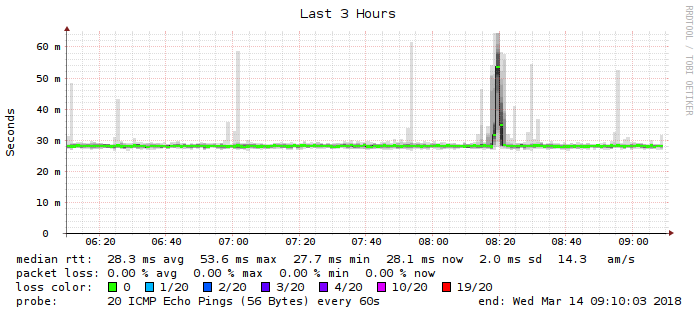 Last 3 Hours
RRDTOOL / TOBI OETIKER
Seconds
60 m
50 m
40 m
30 m
20 m
10 m
0
06:20 06:40 07:00 07:20 07:40 08:00 08:20 08:40 09:00
median rtt: 28.3 ms avg 53.6 ms max 27.7 ms min 28.1 ms now 2.0 ms sd 14.3 am/s
packet loss: 0.00 % avg 0.00 % max 0.00 % min 0.00 % now
loss color: 0 1/20 2/20 3/20 4/20 10/20 19/20
probe: 20 ICMP Echo Pings (56 Bytes) every 60s end: Wed Mar 14 09:10:03 2018